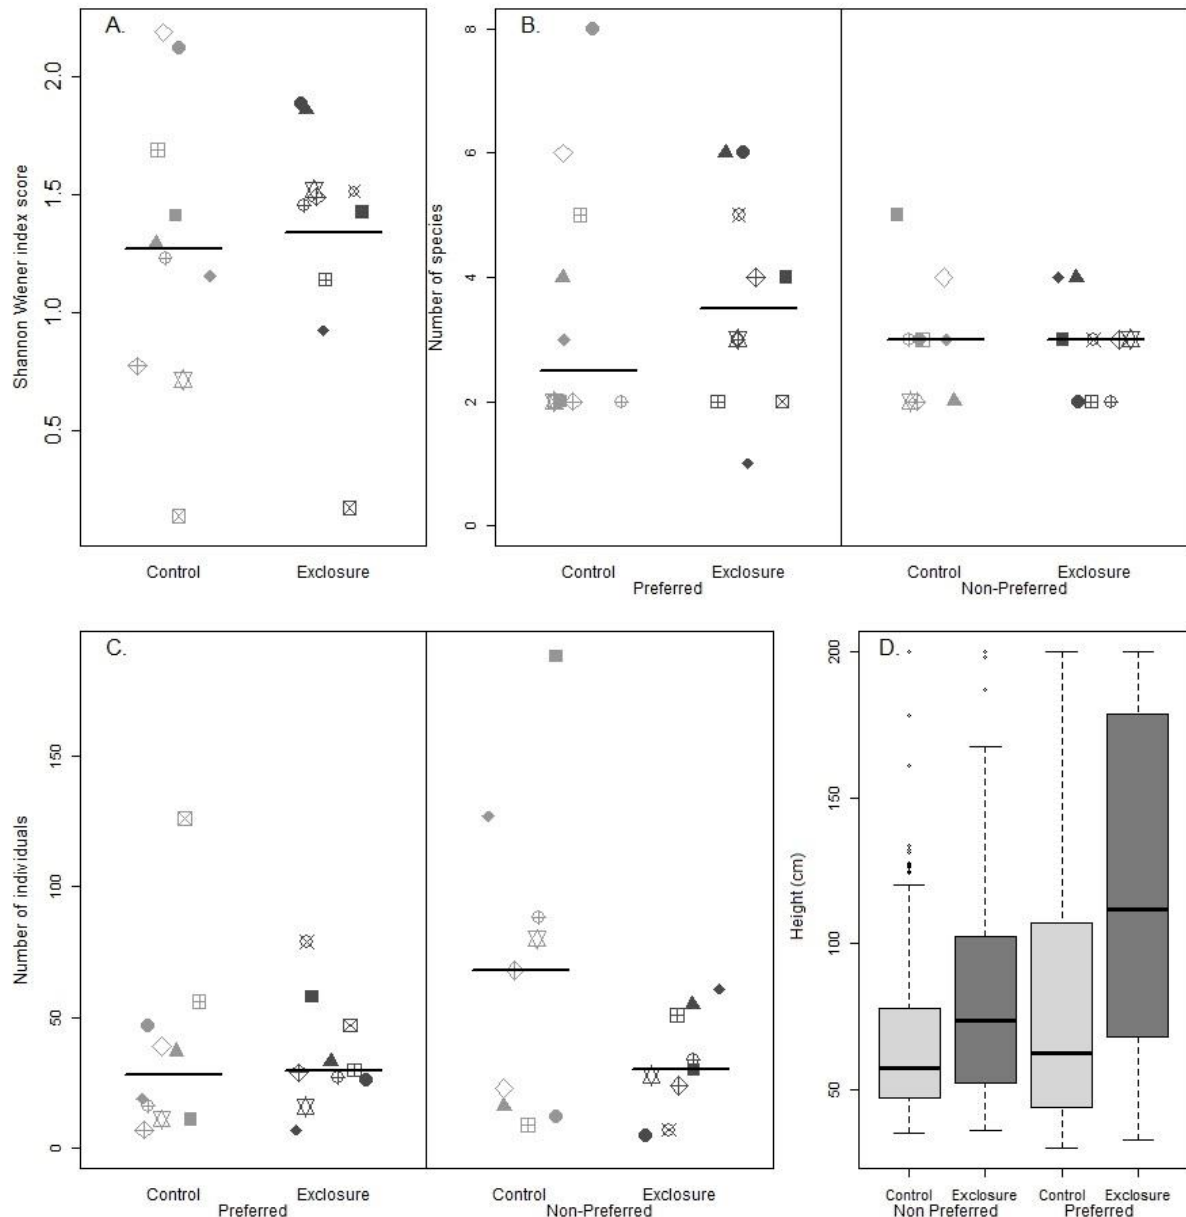 A.
Shannon Wiener index score
2.0
1.5
1.0
0.5
Control Exclosure
B.
Number of species
8
6
4
2
0
Control Exclosure Control Exclosure
Preferred Non-Preferred
C.
Number of individuals
150
100
50
0
Control Exclosure Control Exclosure
Preferred Non-Preferred
D.
Height (cm)
200
150
100
50
Control Exclosure Control Exclosure
Non Preferred Preferred